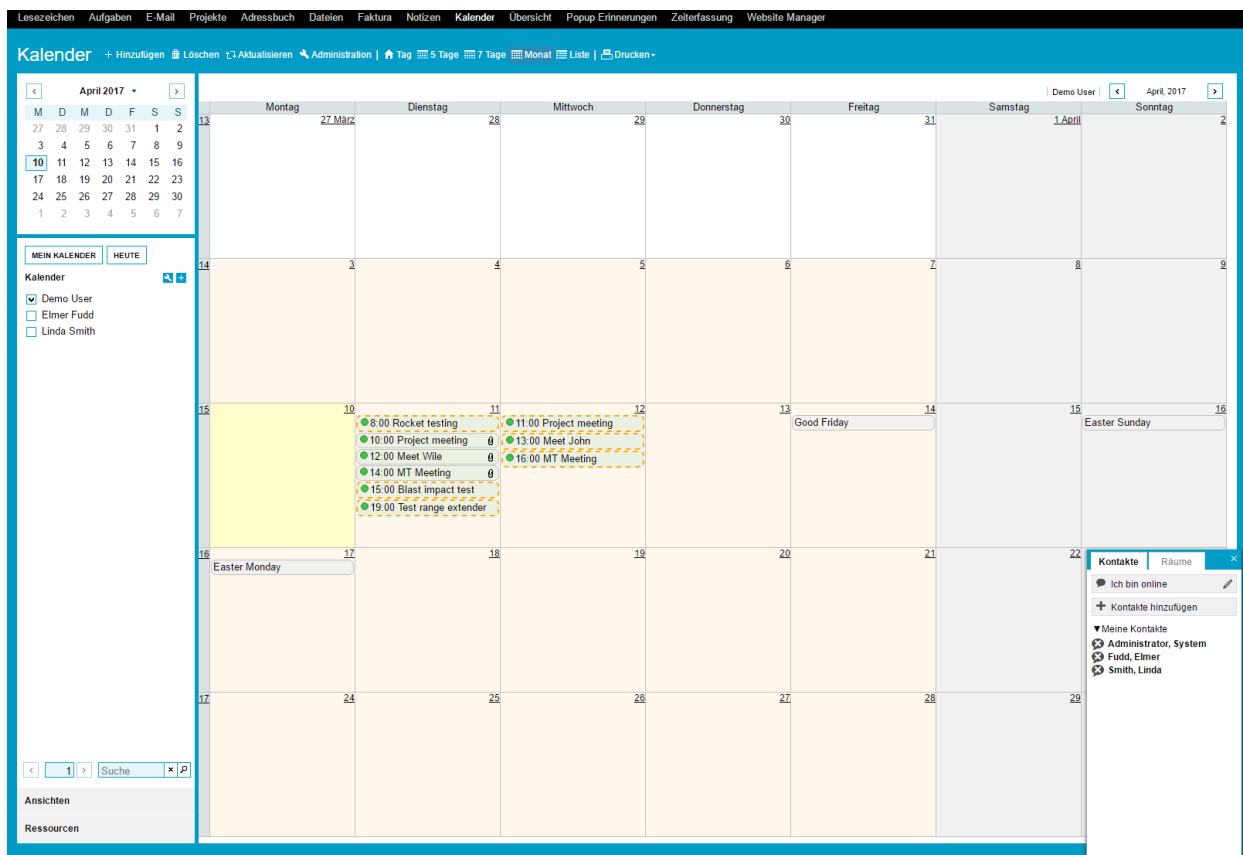 Lesezeichen Aufgaben E-Mail Projekte Adressbuch Dateien Faktura Notizen Kalender Übersicht Popup Erinnerungen Zeiterfassung Website Manager
Kalender + Hinzufügen Löschen Aktualisieren Administration | Tag 5 Tage 7 Tage Monat Liste | Drucken
< April 2017 >
M D M D F S S
27 28 29 30 31 1 2
3 4 5 6 7 8 9
10 11 12 13 14 15 16
17 18 19 20 21 22 23
24 25 26 27 28 29 30
1 2 3 4 5 6 7
MEIN KALENDER HEUTE
Kalender
Demo User
Elmer Fudd
Linda Smith
< 1 > Suche
Ansichten
Ressourcen
| Demo User | < April, 2017 >
Montag Dienstag Mittwoch Donnerstag Freitag Samstag Sonntag
13 27 März 28 29 30 31 1 April 2
14 3 4 5 6 7 8 9
15 10 11 12 13 14 15 16
8:00 Rocket testing 11:00 Project meeting Good Friday Easter Sunday
10:00 Project meeting 13:00 Meet John
12:00 Meet Wile 16:00 MT Meeting
14:00 MT Meeting
15:00 Blast impact test
19:00 Test range extender
16 17 18 19 20 21 22
Easter Monday
17 24 25 26 27 28 29
Kontakte Räume ×
Ich bin online
+ Kontakte hinzufügen
▼Meine Kontakte
Administrator, System
Fudd, Elmer
Smith, Linda